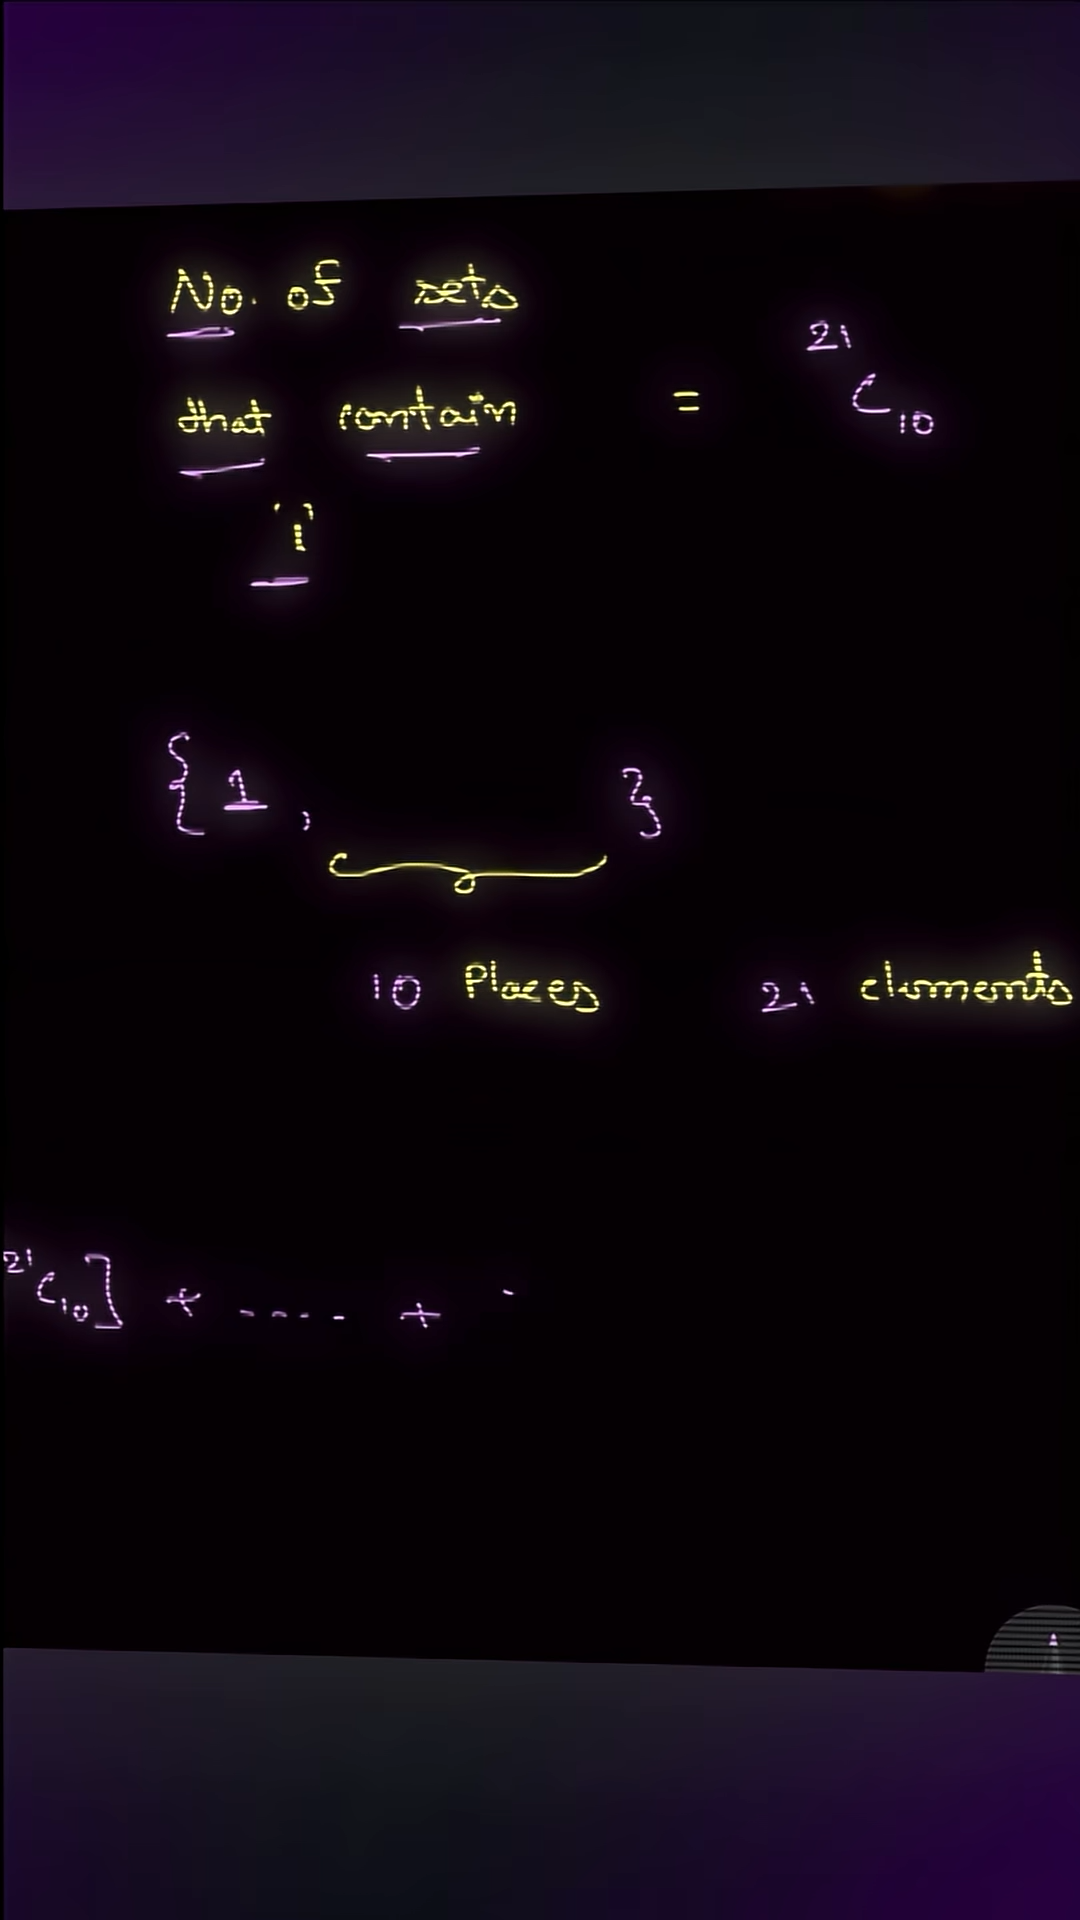 No. of sets
that contain = ²¹C₁₀
'1'
{ 1 ,          }
10 Places 21 elements
²¹C₁₀] + ---- +